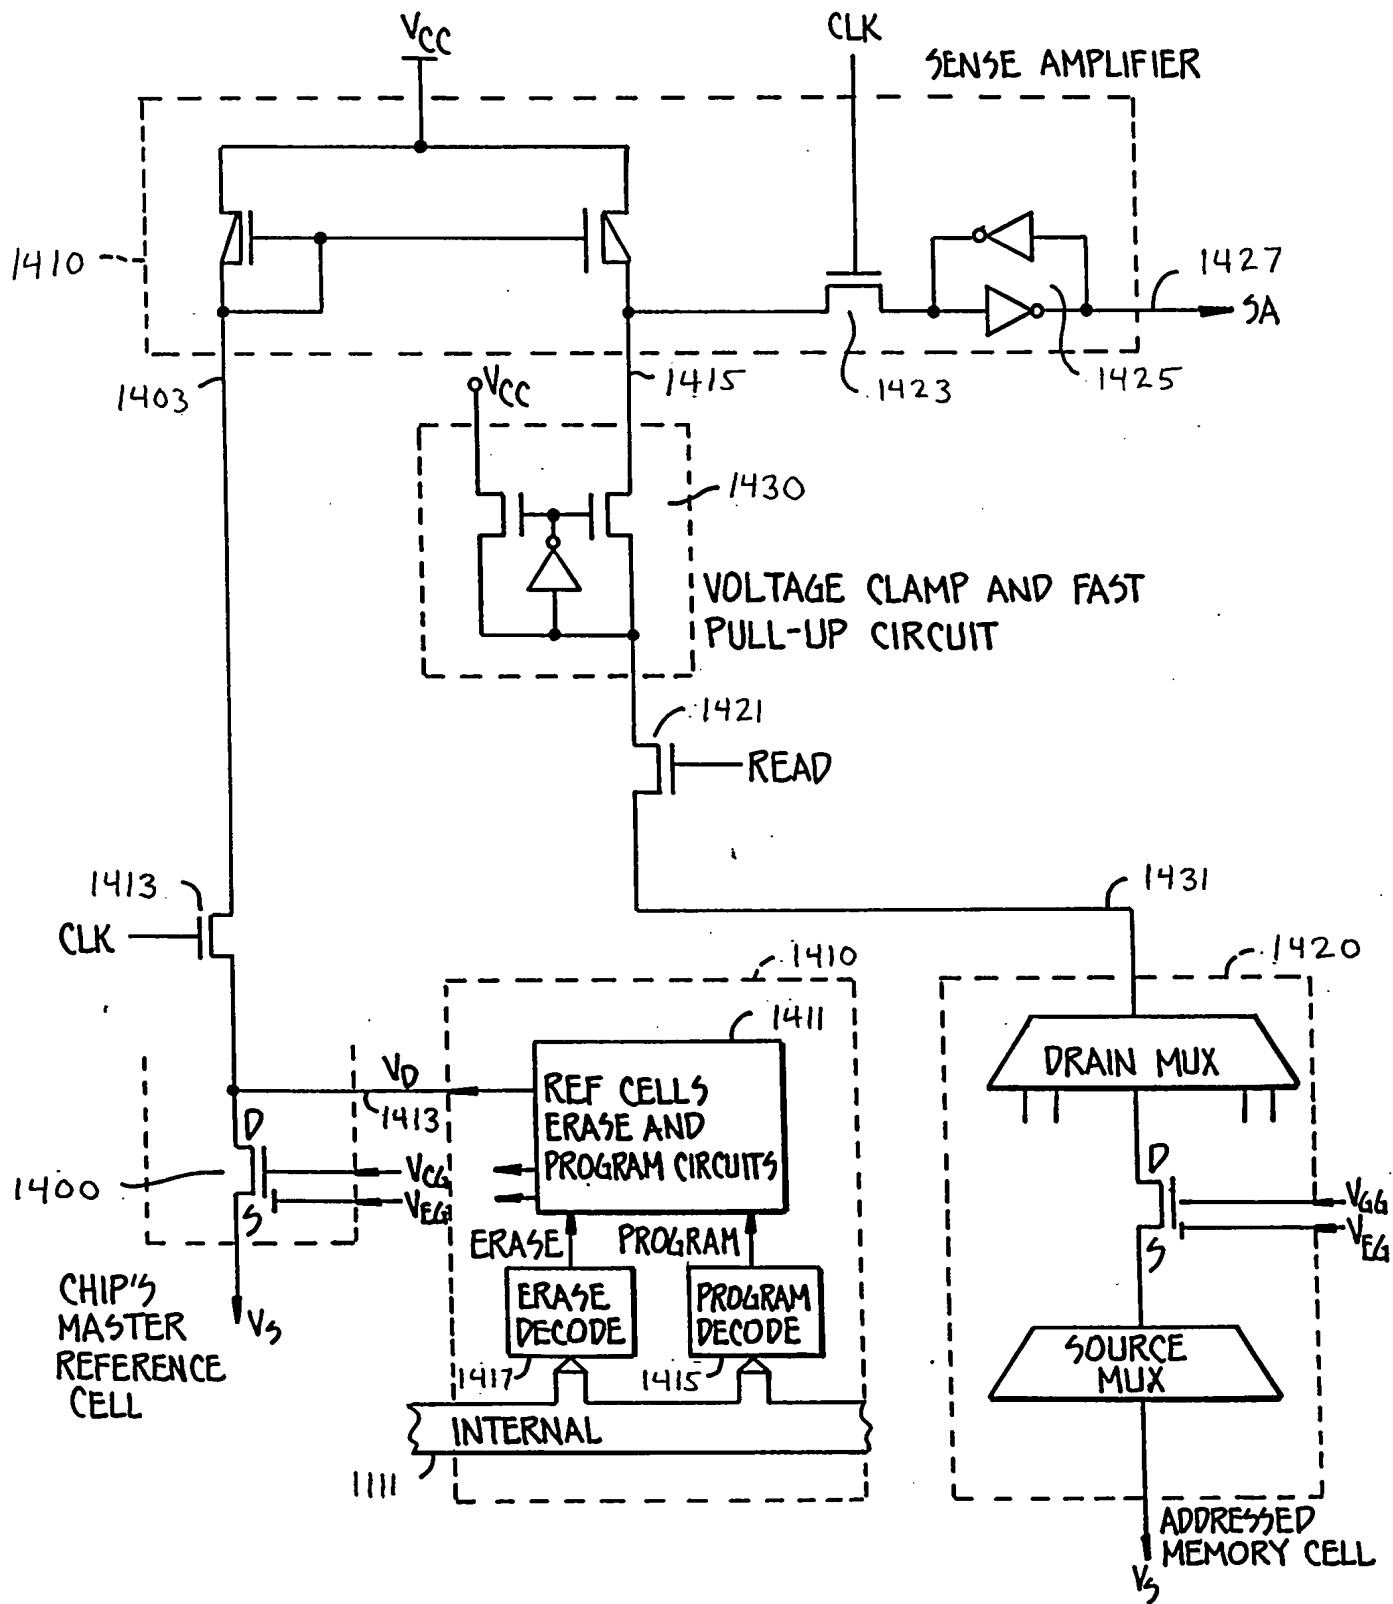 VCC
CLK
SENSE AMPLIFIER
1410
1427
SA
1403
VCC
1415
1423
1425
1430
VOLTAGE CLAMP AND FAST
PULL-UP CIRCUIT
1421
READ
1413
CLK
1431
1410
1420
1411
DRAIN MUX
VD
1413
REF CELLS
ERASE AND
PROGRAM CIRCUITS
D
S
1400
VCG
VEG
D
S
VGG
VEG
ERASE
PROGRAM
CHIP'S
MASTER
REFERENCE
CELL
VS
ERASE
DECODE
PROGRAM
DECODE
1417
1415
SOURCE
MUX
INTERNAL
1111
ADDRESSED
MEMORY CELL
VS